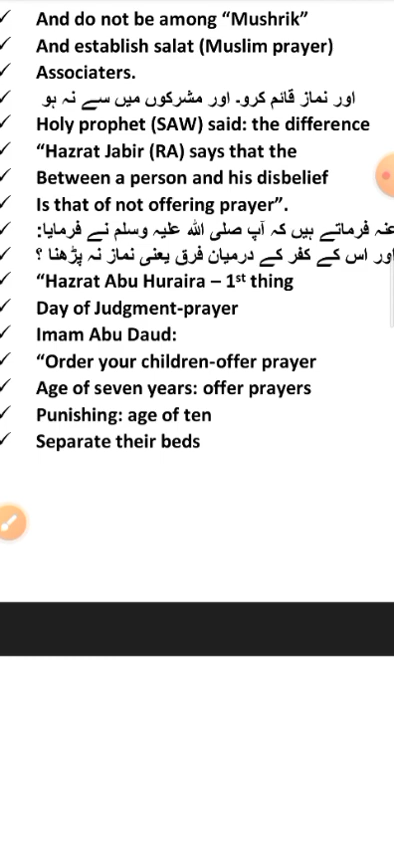 And do not be among “Mushrik”
And establish salat (Muslim prayer)
Associaters.
اور نماز قائم کرو۔ اور مشرکوں میں سے نہ ہو
Holy prophet (SAW) said: the difference
“Hazrat Jabir (RA) says that the
Between a person and his disbelief
Is that of not offering prayer”.
عنہ فرماتے ہیں کہ آپ صلی اللہ علیہ وسلم نے فرمایا:
اور اس کے کفر کے درمیان فرق یعنی نماز نہ پڑھنا ؟
“Hazrat Abu Huraira – 1st thing
Day of Judgment-prayer
Imam Abu Daud:
“Order your children-offer prayer
Age of seven years: offer prayers
Punishing: age of ten
Separate their beds